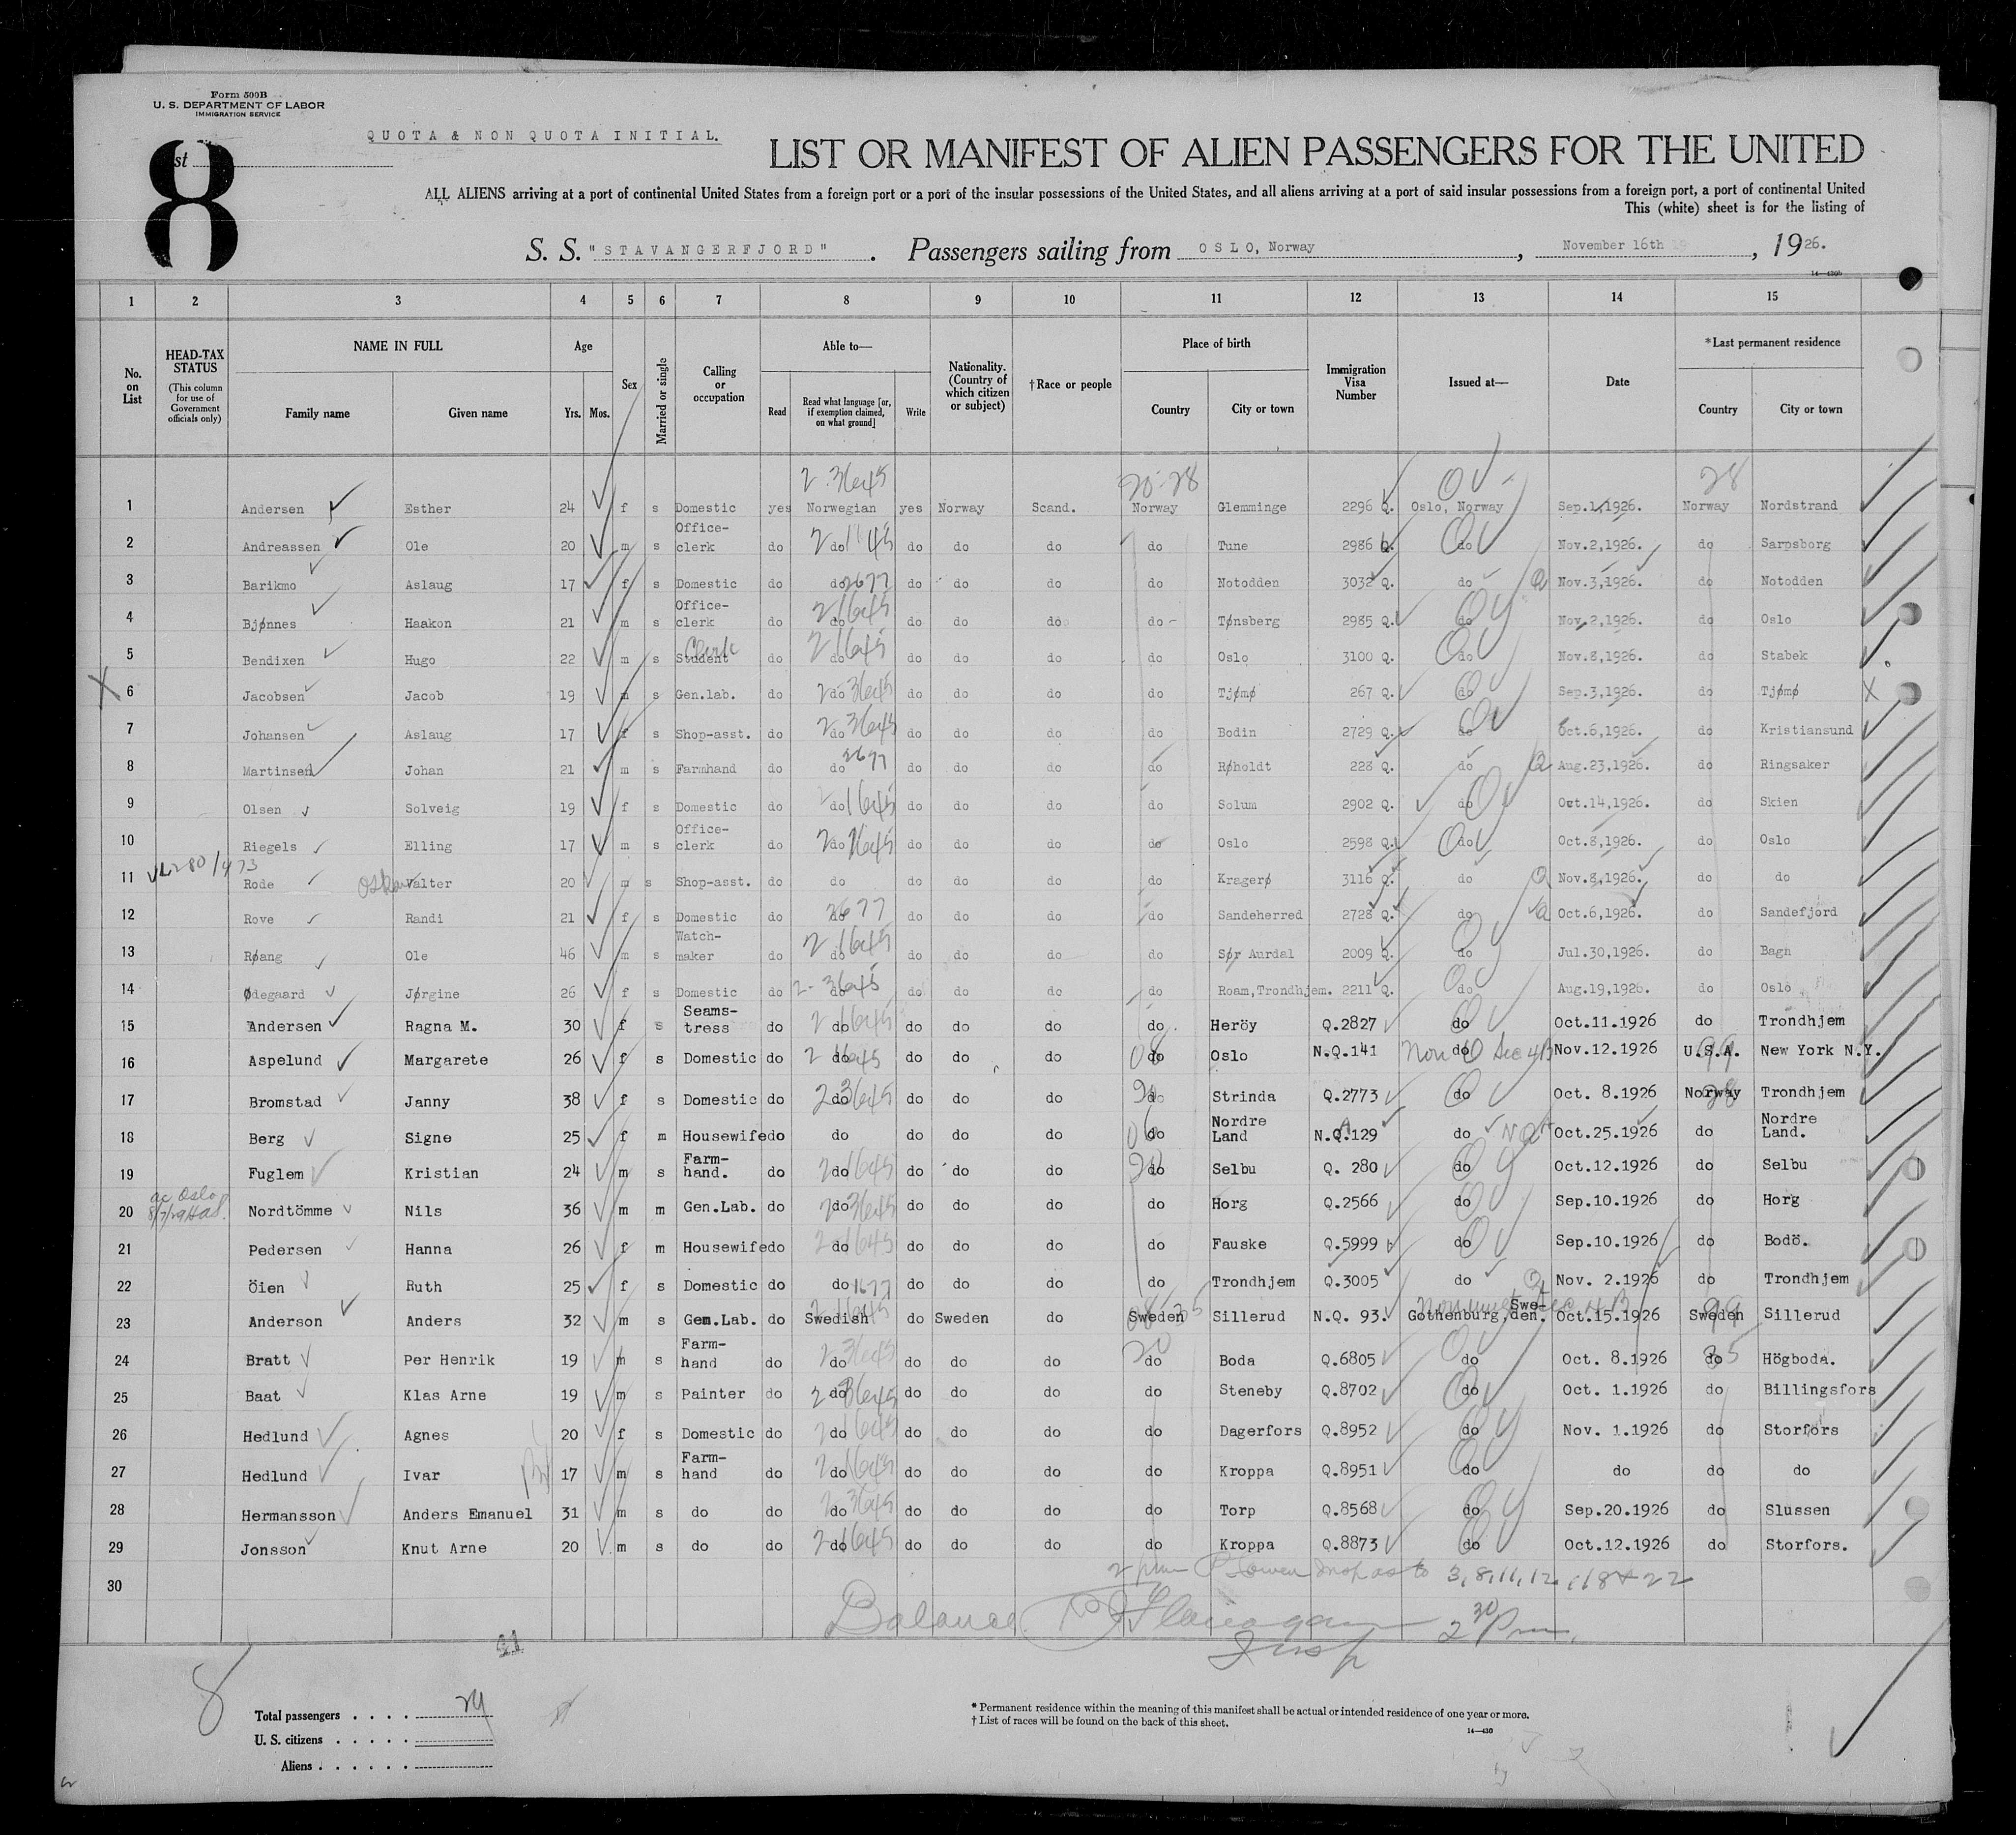 Form 500B
U. S. DEPARTMENT OF LABOR
IMMIGRATION SERVICE
QUOTA & NON QUOTA INITIAL.
8
LIST OR MANIFEST OF ALIEN PASSENGERS FOR THE UNITED
ALL ALIENS arriving at a port of continental United States from a foreign port or a port of the insular possessions of the United States, and all aliens arriving at a port of said insular possessions from a foreign port, a port of continental United
This (white) sheet is for the listing of
S. S. "STAVANGERFJORD". Passengers sailing from OSLO, Norway, November 16th, 1926.
14—430b
1 2 3 4 5 6 7 8 9 10 11 12 13 14 15
No. on List HEAD-TAX STATUS (This column for use of Government officials only) NAME IN FULL Family name Given name Age Yrs. Mos. Sex Married or single Calling or occupation Able to— Read Read what language [or, if exemption claimed, on what ground] Write Nationality. (Country of which citizen or subject) †Race or people Place of birth Country City or town Immigration Visa Number Issued at— Date *Last permanent residence Country City or town
1 Andersen Esther 24 f s Domestic yes Norwegian yes Norway Scand. Norway Glemminge 2296 Q. Oslo, Norway Sep.1,1926. Norway Nordstrand
2 Andreassen Ole 20 m s Office-clerk do do do do do do Tune 2986 Q. do Nov.2,1926. do Sarpsborg
3 Barikmo Aslaug 17 f s Domestic do do do do do do Notodden 3032 Q. do Nov.3,1926. do Notodden
4 Bjønnes Haakon 21 m s Office-clerk do do do do do do Tønsberg 2985 Q. do Nov.2,1926. do Oslo
5 Bendixen Hugo 22 m s Student Clerk do do do do do do Oslo 3100 Q. do Nov.8,1926. do Stabek
6 Jacobsen Jacob 19 m s Gen.lab. do do do do do do Tjømø 267 Q. do Sep.3,1926. do Tjømø
7 Johansen Aslaug 17 f s Shop-asst. do do do do do do Bodin 2729 Q. do Oct.6,1926. do Kristiansund
8 Martinsen Johan 21 m s Farmhand do do do do do do Røholdt 228 Q. do Aug.23,1926. do Ringsaker
9 Olsen Solveig 19 f s Domestic do do do do do do Solum 2902 Q. do Oct.14,1926. do Skien
10 Riegels Elling 17 m s Office-clerk do do do do do do Oslo 2598 Q. do Oct.8,1926. do Oslo
11 Rode Oskar Valter 20 m s Shop-asst. do do do do do do Kragerø 3116 Q. do Nov.8,1926. do do
12 Rove Randi 21 f s Domestic do do do do do do Sandeherred 2728 Q. do Oct.6,1926. do Sandefjord
13 Røang Ole 46 m s Watch-maker do do do do do do Sør Aurdal 2009 Q. do Jul.30,1926. do Bagn
14 Ødegaard Jørgine 26 f s Domestic do do do do do do Roam,Trondhjem. 2211 Q. do Aug.19,1926. do Oslo
15 Andersen Ragna M. 30 f s Seams-tress do do do do do do Heröy Q.2827 do Oct.11.1926 do Trondhjem
16 Aspelund Margarete 26 f s Domestic do do do do do do Oslo N.Q.141 do Nov.12.1926 U.S.A. New York N.Y.
17 Bromstad Janny 38 f s Domestic do do do do do do Strinda Q.2773 do Oct. 8.1926 Norway Trondhjem
18 Berg Signe 25 f m Housewife do do do do do do Nordre Land N.Q.129 do Oct.25.1926 do Nordre Land.
19 Fuglem Kristian 24 m s Farm-hand. do do do do do do Selbu Q. 280 do Oct.12.1926 do Selbu
20 Nordtömme Nils 36 m m Gen.Lab. do do do do do do Horg Q.2566 do Sep.10.1926 do Horg
21 Pedersen Hanna 26 f m Housewife do do do do do do Fauske Q.5999 do Sep.10.1926 do Bodö.
22 Öien Ruth 25 f s Domestic do do do do do do Trondhjem Q.3005 do Nov. 2.1926 do Trondhjem
23 Anderson Anders 32 m s Gem.Lab. do Swedish do Sweden do Sweden Sillerud N.Q. 93. Gothenburg, Swe-den. Oct.15.1926 Sweden Sillerud
24 Bratt Per Henrik 19 m s Farm-hand do do do do do do Boda Q.6805 do Oct. 8.1926 do Högboda.
25 Baat Klas Arne 19 m s Painter do do do do do do Steneby Q.8702 do Oct. 1.1926 do Billingsfors
26 Hedlund Agnes 20 f s Domestic do do do do do do Dagerfors Q.8952 do Nov. 1.1926 do Storfors
27 Hedlund Ivar 17 m s Farm-hand do do do do do do Kroppa Q.8951 do do do do
28 Hermansson Anders Emanuel 31 m s do do do do do do do Torp Q.8568 do Sep.20.1926 do Slussen
29 Jonsson Knut Arne 20 m s do do do do do do do Kroppa Q.8873 do Oct.12.1926 do Storfors.
30
Insp as to 3, 8, 11, 12, 18 + 22
Balance Flanagan 2 30 Pm
Insp
8
Total passengers . . . . 29
U. S. citizens . . . . .
Aliens . . . . . .
* Permanent residence within the meaning of this manifest shall be actual or intended residence of one year or more.
† List of races will be found on the back of this sheet.
14—430